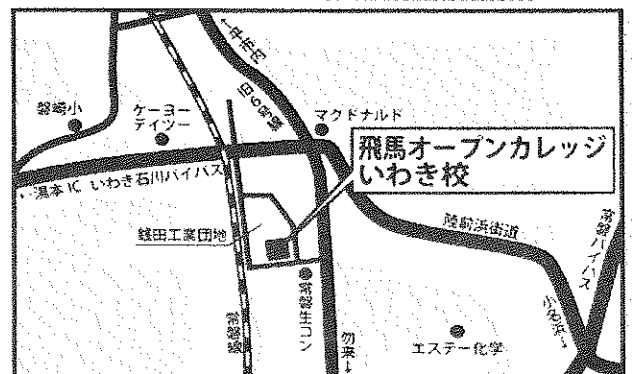 ←平市内
旧6号線
磐崎小
ケーヨー
デイツー
マクドナルド
飛馬オープンカレッジ
いわき校
←湯本IC いわき石川バイパス
銭田工業団地
陸前浜街道
常磐バイパス
小名浜→
常磐線
常磐生コン
勿来→
エステー化学